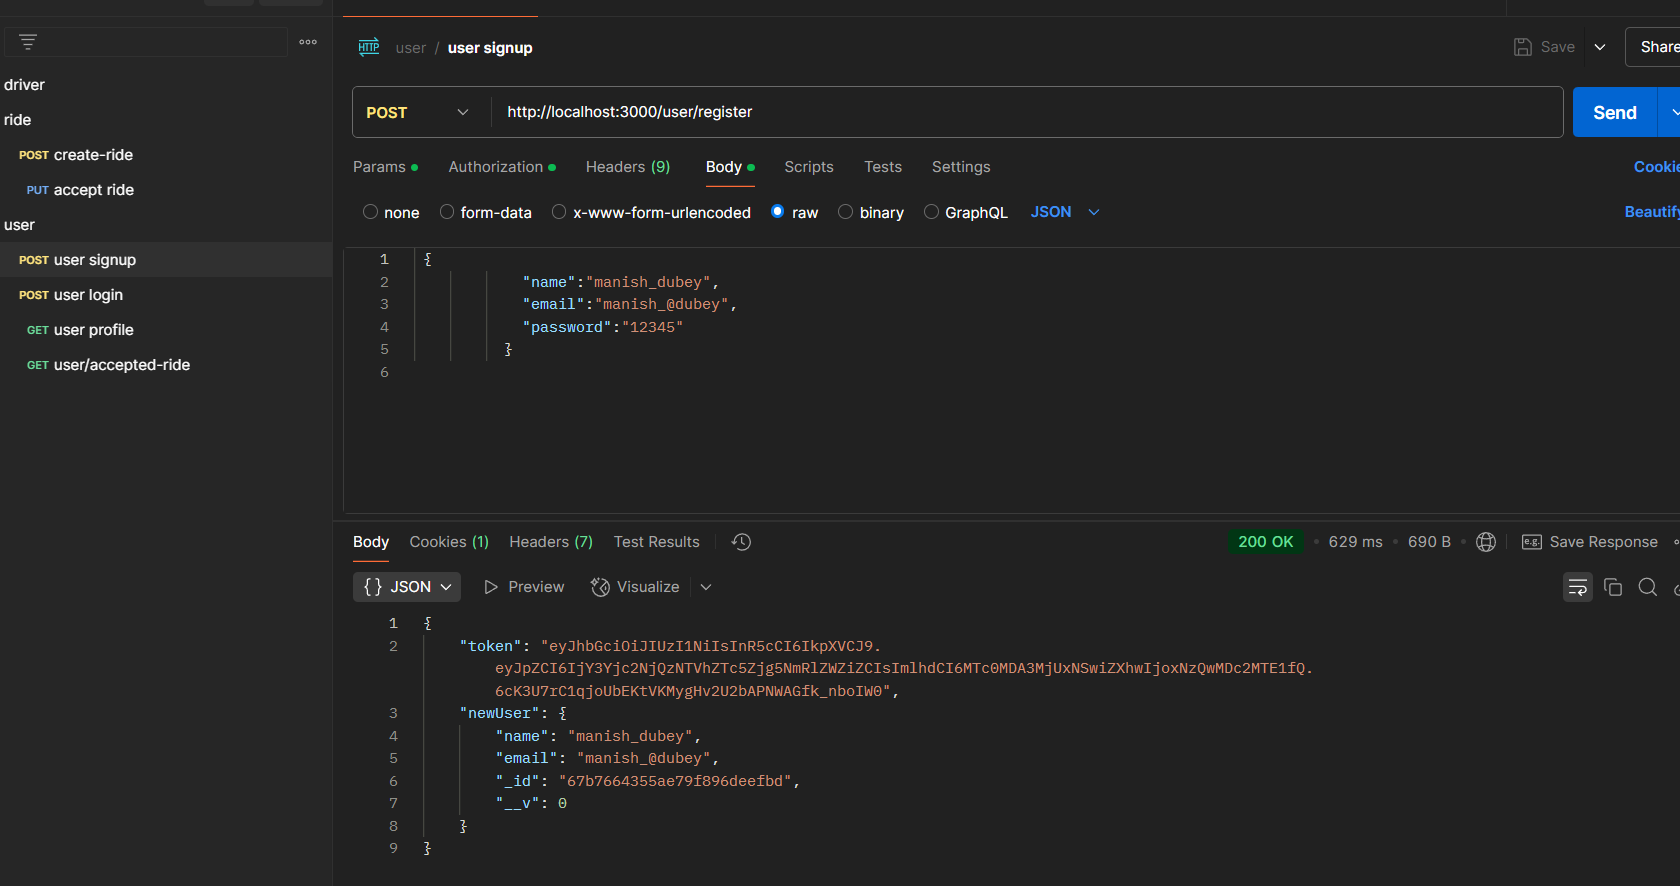 driver
ride
POST create-ride
PUT accept ride
user
POST user signup
POST user login
GET user profile
GET user/accepted-ride
HTTP user / user signup
Save
Share
POST http://localhost:3000/user/register
Send
Params Authorization Headers (9) Body Scripts Tests Settings
Cookie
none form-data x-www-form-urlencoded raw binary GraphQL JSON
Beautify
1 {
2 "name":"manish_dubey",
3 "email":"manish_@dubey",
4 "password":"12345"
5 }
6
Body Cookies (1) Headers (7) Test Results
200 OK • 629 ms • 690 B • e.g. Save Response
{} JSON Preview Visualize
1 {
2 "token": "eyJhbGciOiJIUzI1NiIsInR5cCI6IkpXVCJ9.
eyJpZCI6IjY3Yjc2NjQzNTVhZTc5Zjg5NmRlZWZiZCIsImlhdCI6MTc0MDA3MjUxNSwiZXhwIjoxNzQwMDc2MTE1fQ.
6cK3U7rC1qjoUbEKtVKMygHv2U2bAPNWAGfk_nboIW0",
3 "newUser": {
4 "name": "manish_dubey",
5 "email": "manish_@dubey",
6 "_id": "67b7664355ae79f896deefbd",
7 "__v": 0
8 }
9 }